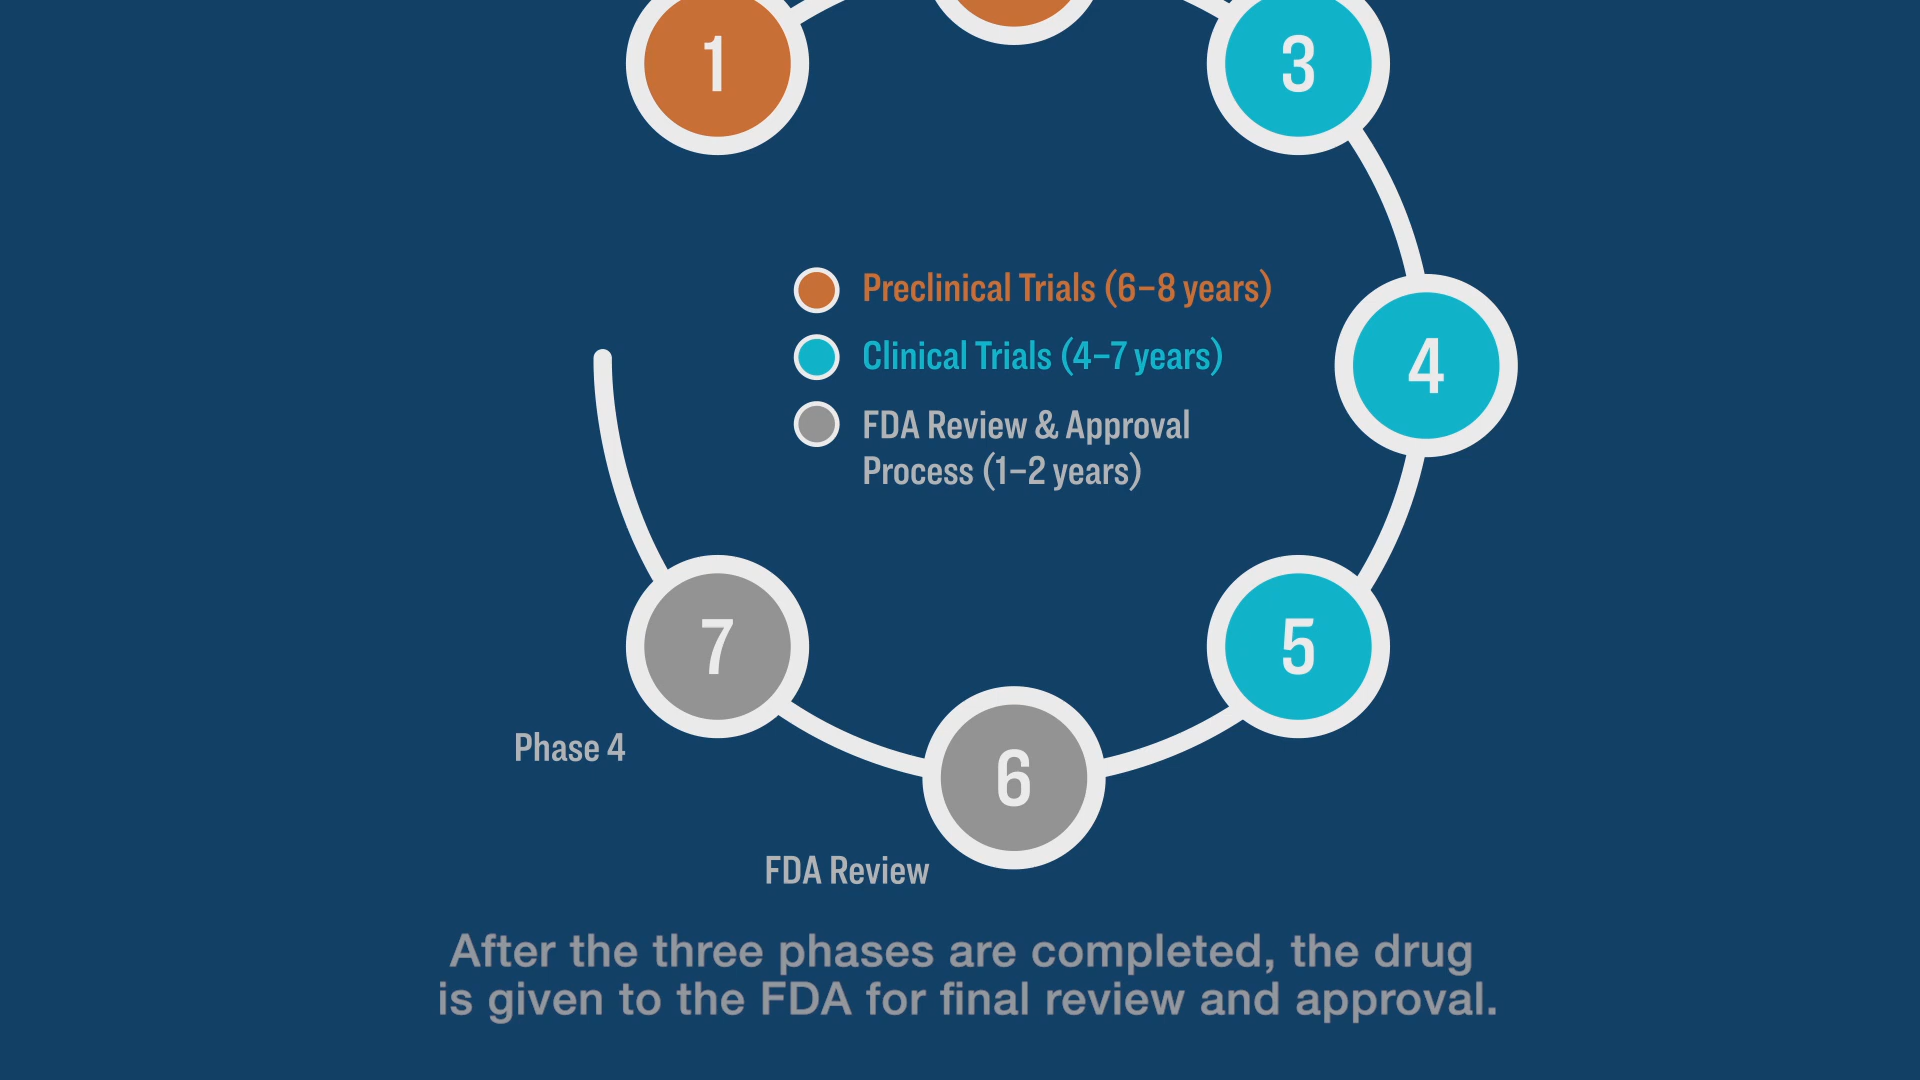 1
3
Preclinical Trials (6–8 years)
Clinical Trials (4–7 years)
4
FDA Review & Approval
Process (1–2 years)
7
5
Phase 4
6
FDA Review
After the three phases are completed, the drug
is given to the FDA for final review and approval.